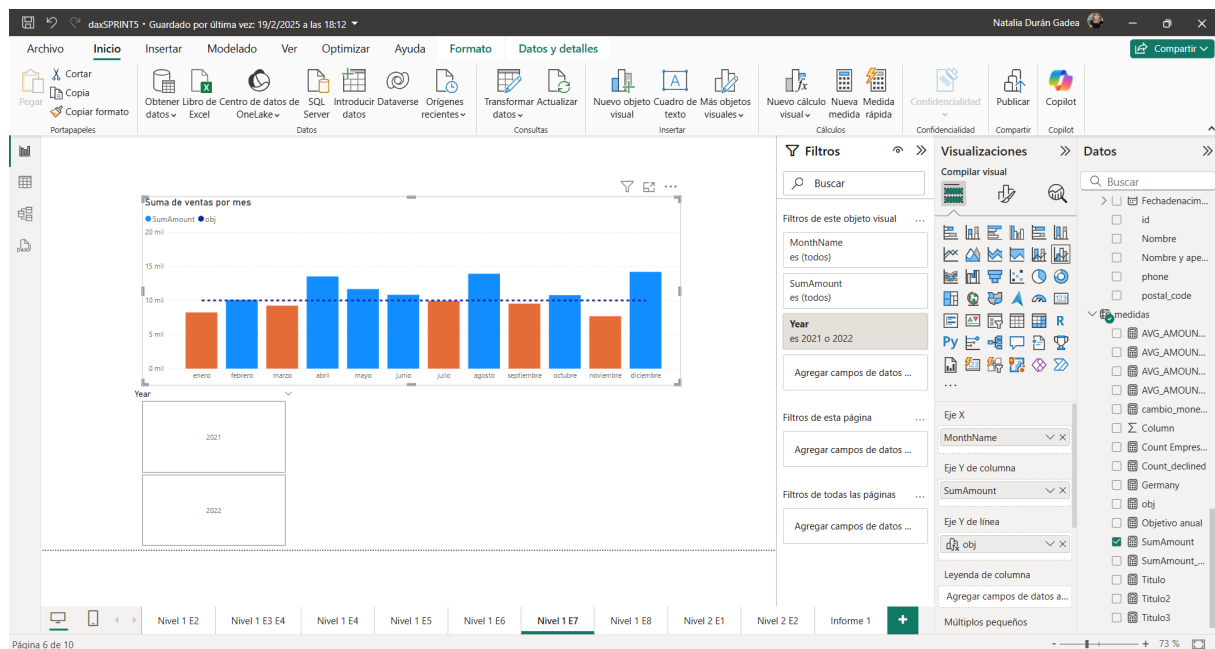 daxSPRINT5 • Guardado por última vez: 19/2/2025 a las 18:12
Natalia Durán Gadea
Archivo Inicio Insertar Modelado Ver Optimizar Ayuda Formato Datos y detalles
Compartir
Pegar
Cortar
Copia
Copiar formato
Portapapeles
Obtener datos
Libro de Excel
Centro de datos de OneLake
SQL Server
Introducir datos
Dataverse
Orígenes recientes
Datos
Transformar datos
Actualizar
Consultas
Nuevo objeto visual
Cuadro de texto
Más objetos visuales
Insertar
Nuevo cálculo visual
Nueva medida
Medida rápida
Cálculos
Confidencialidad
Confidencialidad
Publicar
Compartir
Copilot
Copilot
Suma de ventas por mes
SumAmount obj
20 mil
15 mil
10 mil
5 mil
0 mil
enero febrero marzo abril mayo junio julio agosto septiembre octubre noviembre diciembre
Year
2021
2022
Filtros
Buscar
Filtros de este objeto visual ...
MonthName
es (todos)
SumAmount
es (todos)
Year
es 2021 o 2022
Agregar campos de datos ...
Filtros de esta página ...
Agregar campos de datos ...
Filtros de todas las páginas ...
Agregar campos de datos ...
Visualizaciones
Compilar visual
123
R
Py
...
Eje X
MonthName
Eje Y de columna
SumAmount
Eje Y de línea
obj
Leyenda de columna
Agregar campos de datos a...
Múltiplos pequeños
Datos
Buscar
Fechadenacim...
id
Nombre
Nombre y ape...
phone
postal_code
medidas
AVG_AMOUN...
AVG_AMOUN...
AVG_AMOUN...
AVG_AMOUN...
cambio_mone...
Column
Count Empres...
Count_declined
Germany
obj
Objetivo anual
SumAmount
SumAmount_...
Titulo
Titulo2
Titulo3
Nivel 1 E2 Nivel 1 E3 E4 Nivel 1 E4 Nivel 1 E5 Nivel 1 E6 Nivel 1 E7 Nivel 1 E8 Nivel 2 E1 Nivel 2 E2 Informe 1
Página 6 de 10
73 %